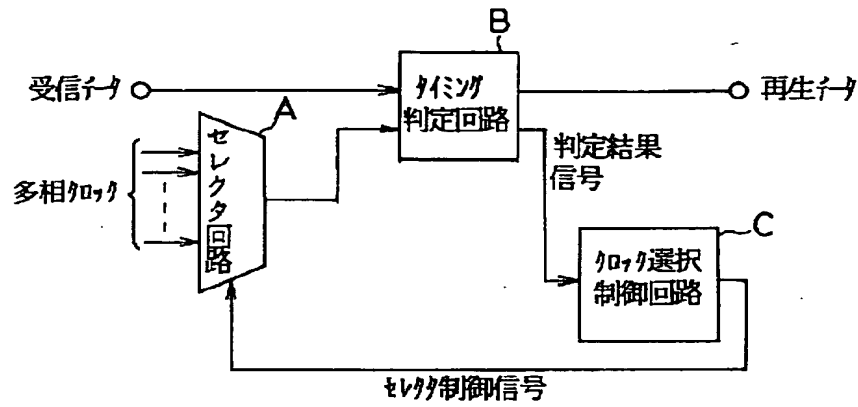 B
受信データ
タイミング
判定回路
再生データ
A
セレクタ回路
多相クロック
判定結果
信号
C
クロック選択
制御回路
セレクタ制御信号